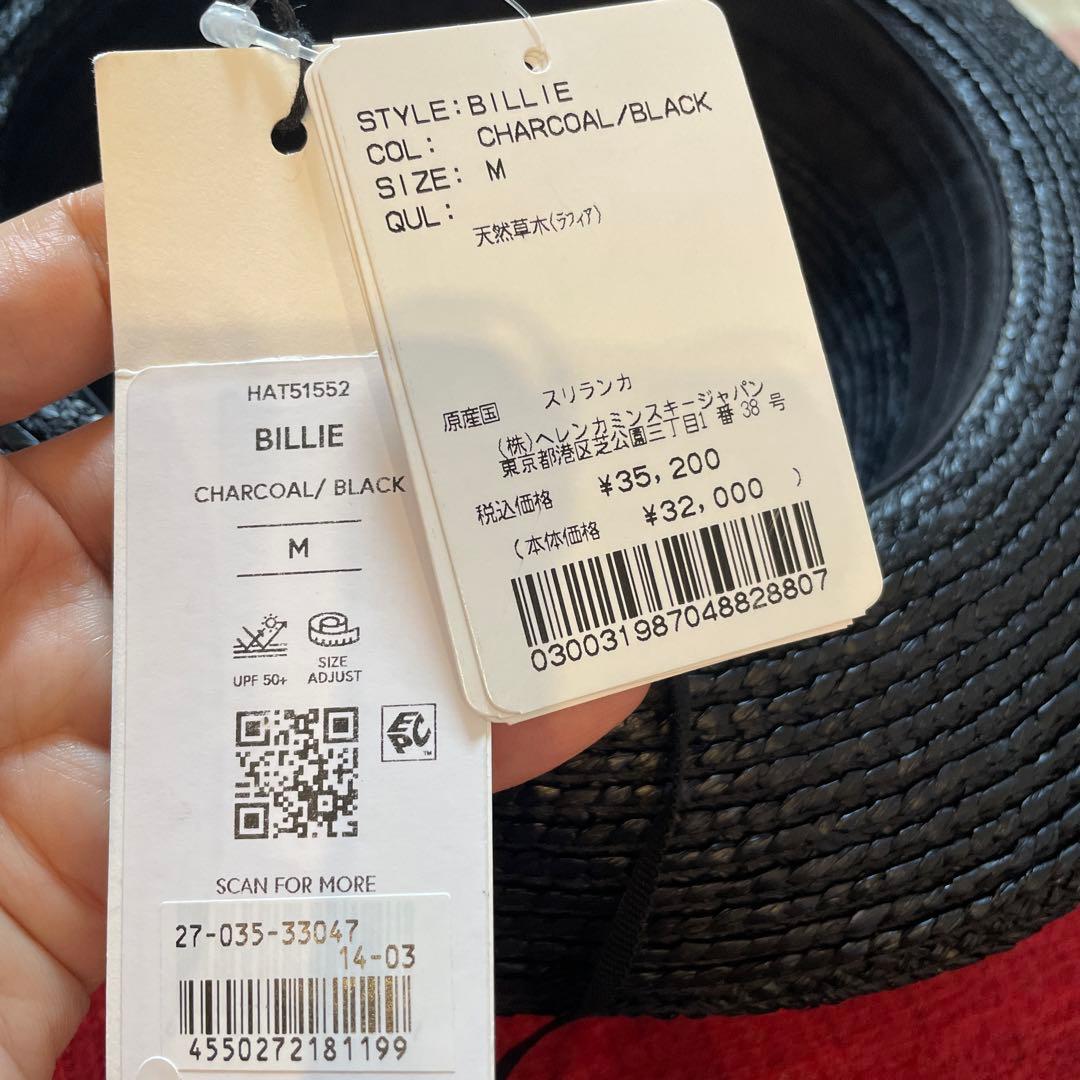 STYLE:BILLIE
COL: CHARCOAL/BLACK
SIZE: M
QUL:
天然草木(ラフィア)
原産国 スリランカ
(株)ヘレンカミンスキージャパン
東京都港区芝公園三丁目1番38号
税込価格 ¥35,200
(本体価格 ¥32,000 )
030031987048828807
HAT51552
BILLIE
CHARCOAL/ BLACK
M
UPF 50+
SIZE
ADJUST
EPC
TM
SCAN FOR MORE
27-035-33047
14-03
4550272181199